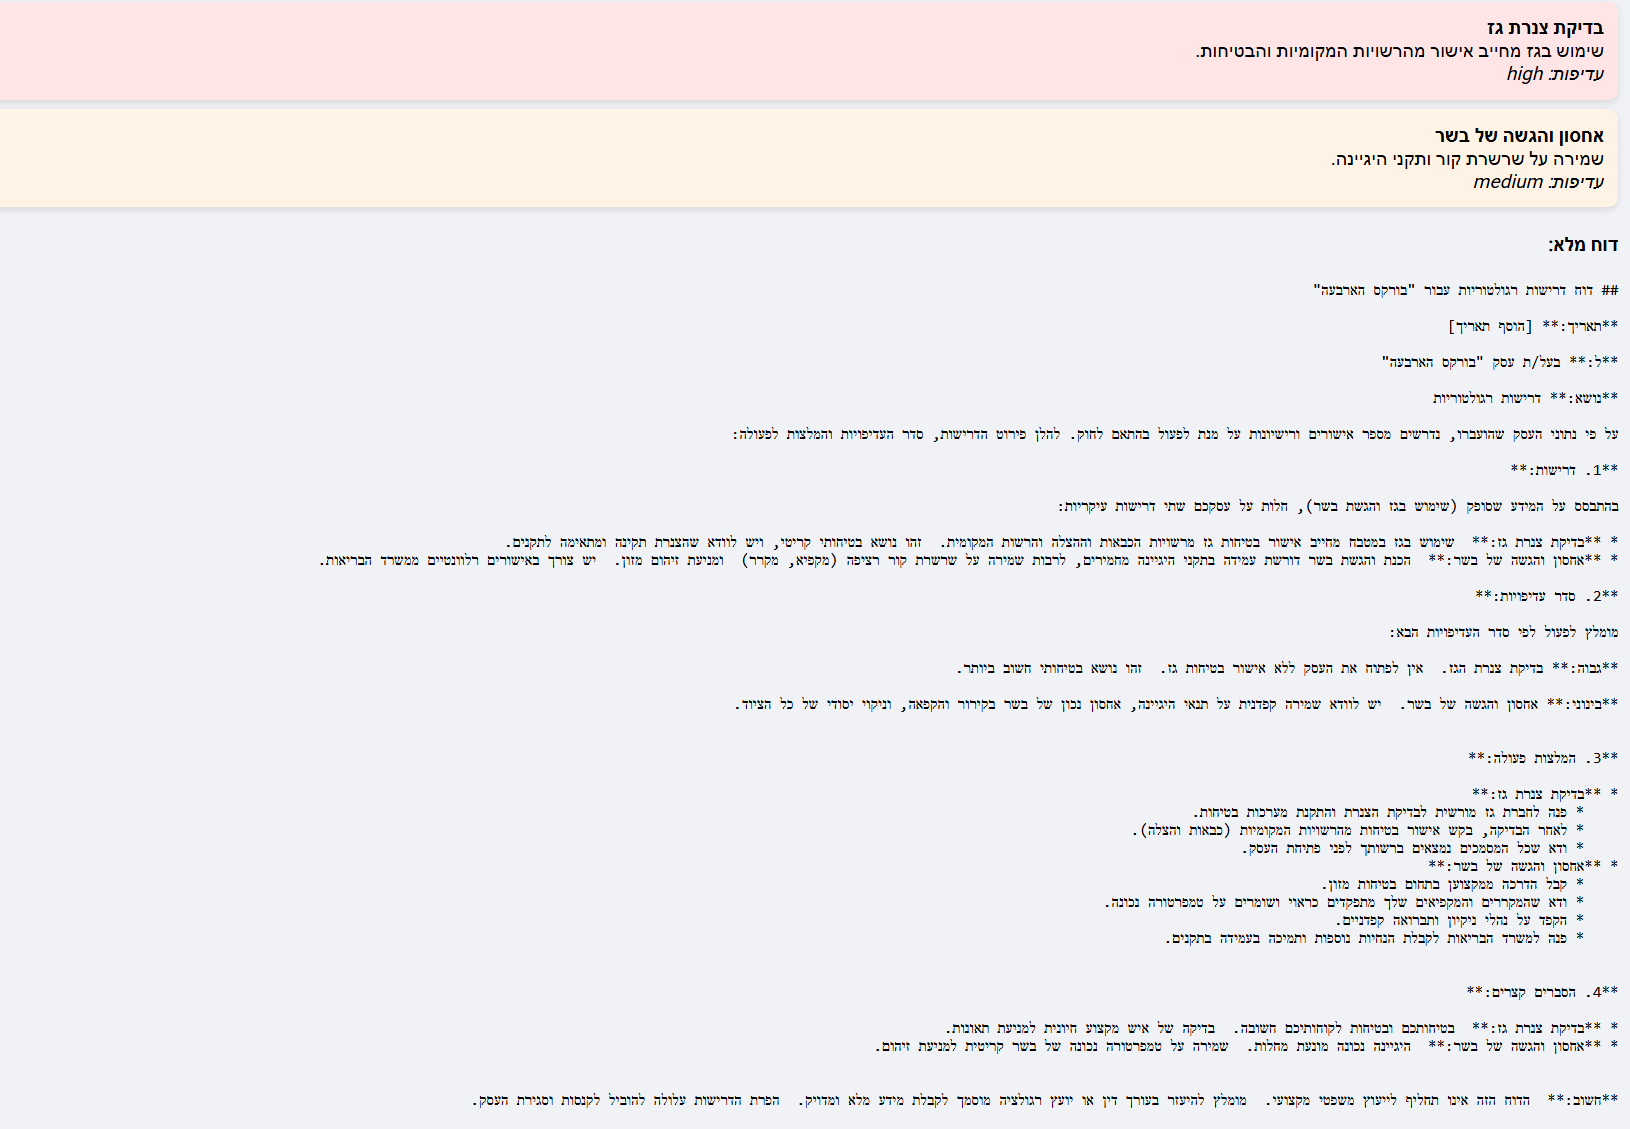 בדיקת צנרת גז
שימוש בגז מחייב אישור מהרשויות המקומיות והבטיחות.
עדיפות: high
אחסון והגשה של בשר
שמירה על שרשרת קור ותקני היגיינה.
עדיפות: medium
דוח מלא:
## דוח דרישות רגולטוריות עבור "בורקס הארבעה"
**תאריך:** [הוסף תאריך]
**ל:** בעל/ת עסק "בורקס הארבעה"
**נושא:** דרישות רגולטוריות
על פי נתוני העסק שהועברו, נדרשים מספר אישורים ורישיונות על מנת לפעול בהתאם לחוק. להלן פירוט הדרישות, סדר העדיפויות והמלצות לפעולה:
**1. דרישות:**
בהתבסס על המידע שסופק (שימוש בגז והגשת בשר), חלות על עסקכם שתי דרישות עיקריות:
* **בדיקת צנרת גז:** שימוש בגז במטבח מחייב אישור בטיחות גז מרשויות הכבאות וההצלה והרשות המקומית. זהו נושא בטיחותי קריטי, ויש לוודא שהצנרת תקינה ומתאימה לתקנים.
* **אחסון והגשה של בשר:** הכנת והגשת בשר דורשת עמידה בתקני היגיינה מחמירים, לרבות שמירה על שרשרת קור רציפה (מקפיא, מקרר) ומניעת זיהום מזון. יש צורך באישורים רלוונטיים ממשרד הבריאות.
**2. סדר עדיפויות:**
מומלץ לפעול לפי סדר העדיפויות הבא:
**גבוה:** בדיקת צנרת הגז. אין לפתוח את העסק ללא אישור בטיחות גז. זהו נושא בטיחותי חשוב ביותר.
**בינוני:** אחסון והגשה של בשר. יש לוודא שמירה קפדנית על תנאי היגיינה, אחסון נכון של בשר בקירור והקפאה, וניקוי יסודי של כל הציוד.
**3. המלצות פעולה:**
* **בדיקת צנרת גז:**
* פנה לחברת גז מורשית לבדיקת הצנרת והתקנת מערכות בטיחות.
* לאחר הבדיקה, בקש אישור בטיחות מהרשויות המקומיות (כבאות והצלה).
* ודא שכל המסמכים נמצאים ברשותך לפני פתיחת העסק.
* **אחסון והגשה של בשר:**
* קבל הדרכה ממקצוען בתחום בטיחות מזון.
* ודא שהמקררים והמקפיאים שלך מתפקדים כראוי ושומרים על טמפרטורה נכונה.
* הקפד על נהלי ניקיון ותברואה קפדניים.
* פנה למשרד הבריאות לקבלת הנחיות נוספות ותמיכה בעמידה בתקנים.
**4. הסברים קצרים:**
* **בדיקת צנרת גז:** בטיחותכם ובטיחות לקוחותיכם חשובה. בדיקה של איש מקצוע חיונית למניעת תאונות.
* **אחסון והגשה של בשר:** היגיינה נכונה מונעת מחלות. שמירה על טמפרטורה נכונה של בשר קריטית למניעת זיהום.
**חשוב:** הדוח הזה אינו תחליף לייעוץ משפטי מקצועי. מומלץ להיעזר בעורך דין או יועץ רגולציה מוסמך לקבלת מידע מלא ומדויק. הפרת הדרישות עלולה להוביל לקנסות וסגירת העסק.